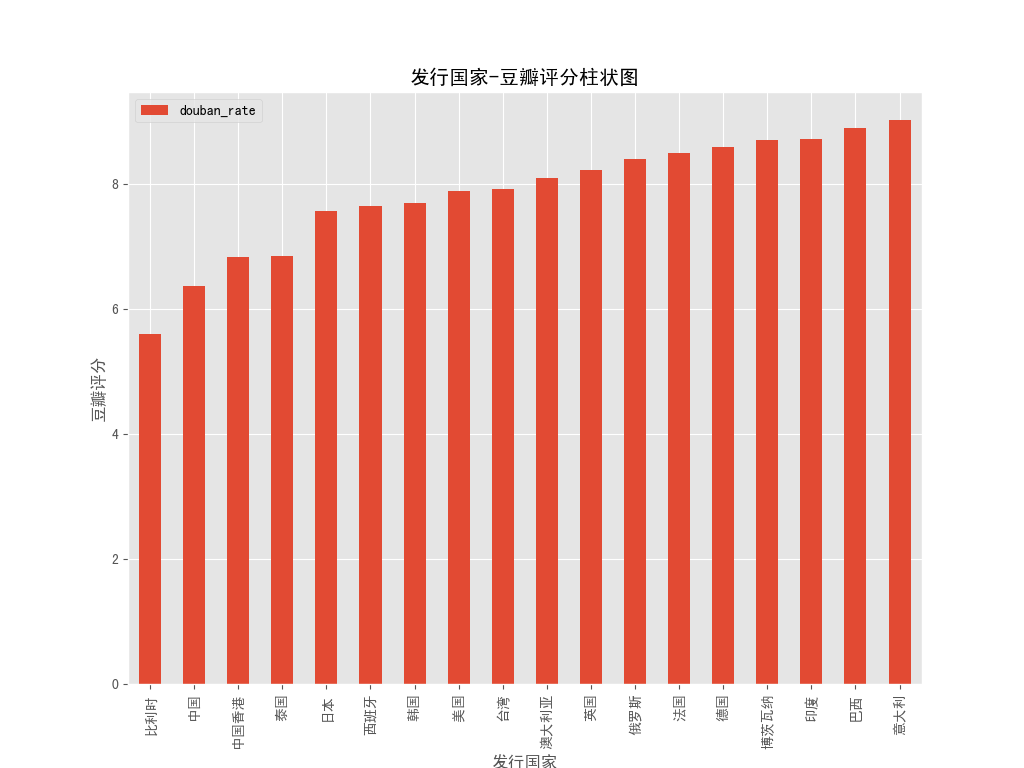 发行国家-豆瓣评分柱状图
douban_rate
8
6
4
2
0
豆瓣评分
比利时
中国
中国香港
泰国
日本
西班牙
韩国
美国
台湾
澳大利亚
英国
俄罗斯
法国
德国
博茨瓦纳
印度
巴西
意大利
发行国家